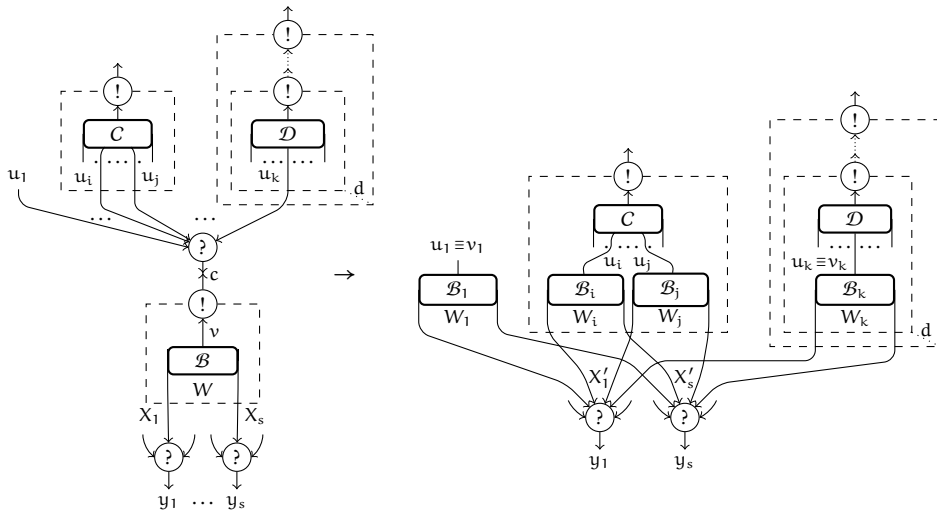 !
! !
C D
u₁ uᵢ uⱼ uₖ d
... ...
?
c
!
v
B
W
X₁ Xₛ
? ?
y₁ ... yₛ
→
!
! !
C D
u₁≡v₁ uᵢ uⱼ uₖ≡vₖ
B₁ Bᵢ Bⱼ Bₖ
W₁ Wᵢ Wⱼ Wₖ d
X′₁ X′ₛ
? ?
y₁ yₛ